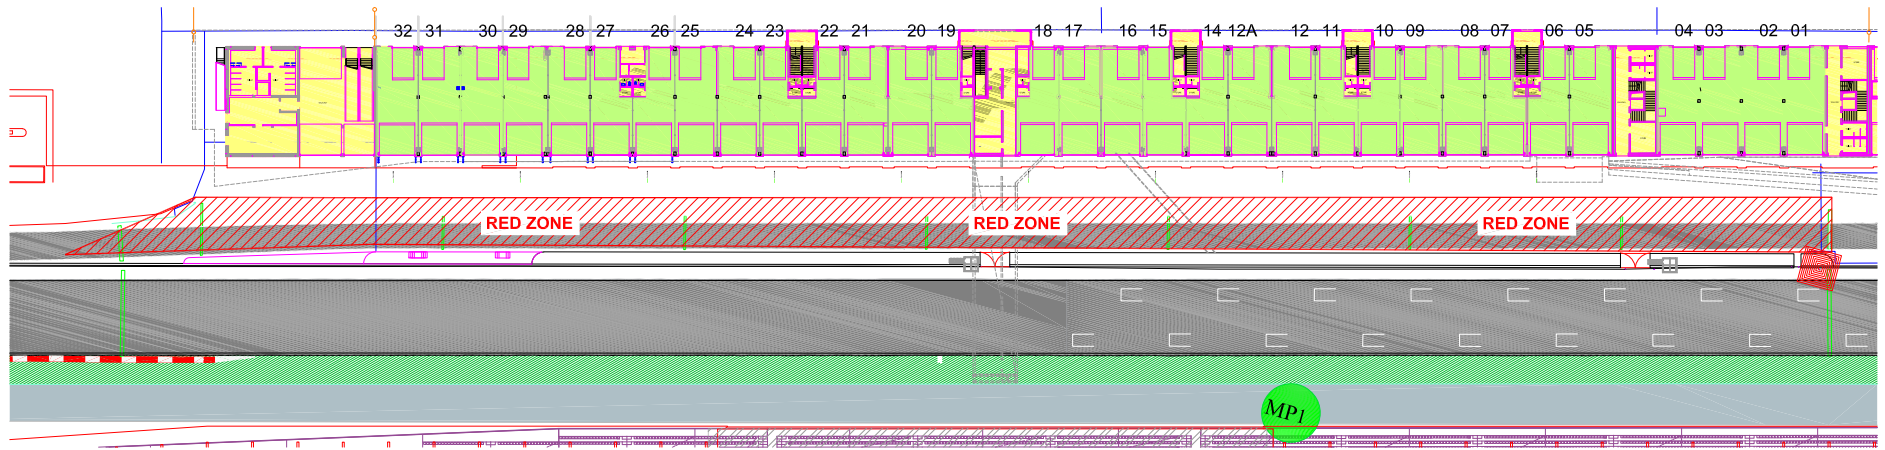 32 31 30 29 28 27 26 25 24 23 22 21 20 19 18 17 16 15 14 12A 12 11 10 09 08 07 06 05 04 03 02 01
RED ZONE RED ZONE RED ZONE
MP1